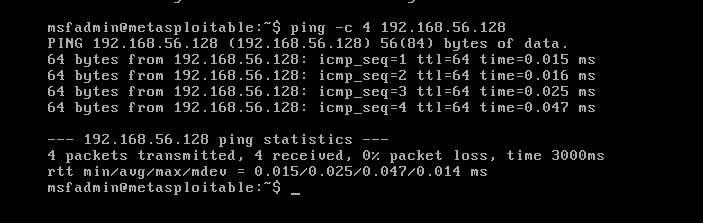 msfadmin@metasploitable:~$ ping -c 4 192.168.56.128
PING 192.168.56.128 (192.168.56.128) 56(84) bytes of data.
64 bytes from 192.168.56.128: icmp_seq=1 ttl=64 time=0.015 ms
64 bytes from 192.168.56.128: icmp_seq=2 ttl=64 time=0.016 ms
64 bytes from 192.168.56.128: icmp_seq=3 ttl=64 time=0.025 ms
64 bytes from 192.168.56.128: icmp_seq=4 ttl=64 time=0.047 ms
--- 192.168.56.128 ping statistics ---
4 packets transmitted, 4 received, 0% packet loss, time 3000ms
rtt min/avg/max/mdev = 0.015/0.025/0.047/0.014 ms
msfadmin@metasploitable:~$ _